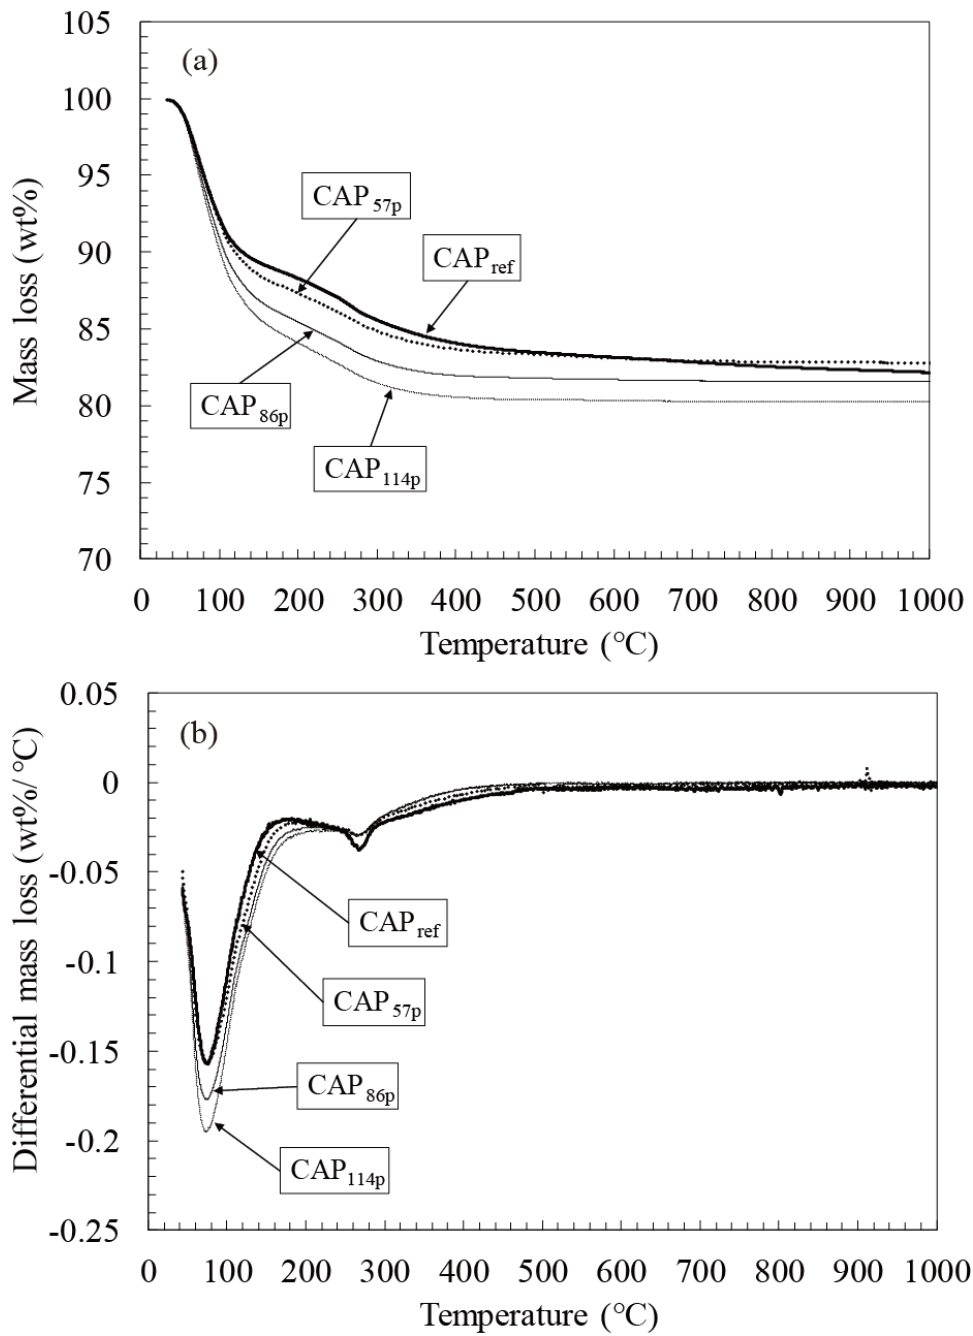 105
(a)
100
95
CAP57p
90
CAPref
85
CAP86p
80
CAP114p
75
70
Mass loss (wt%)
0 100 200 300 400 500 600 700 800 900 1000
Temperature (°C)
0.05
(b)
0
-0.05
CAPref
-0.1
CAP57p
-0.15
CAP86p
-0.2
CAP114p
-0.25
Differential mass loss (wt%/°C)
0 100 200 300 400 500 600 700 800 900 1000
Temperature (°C)